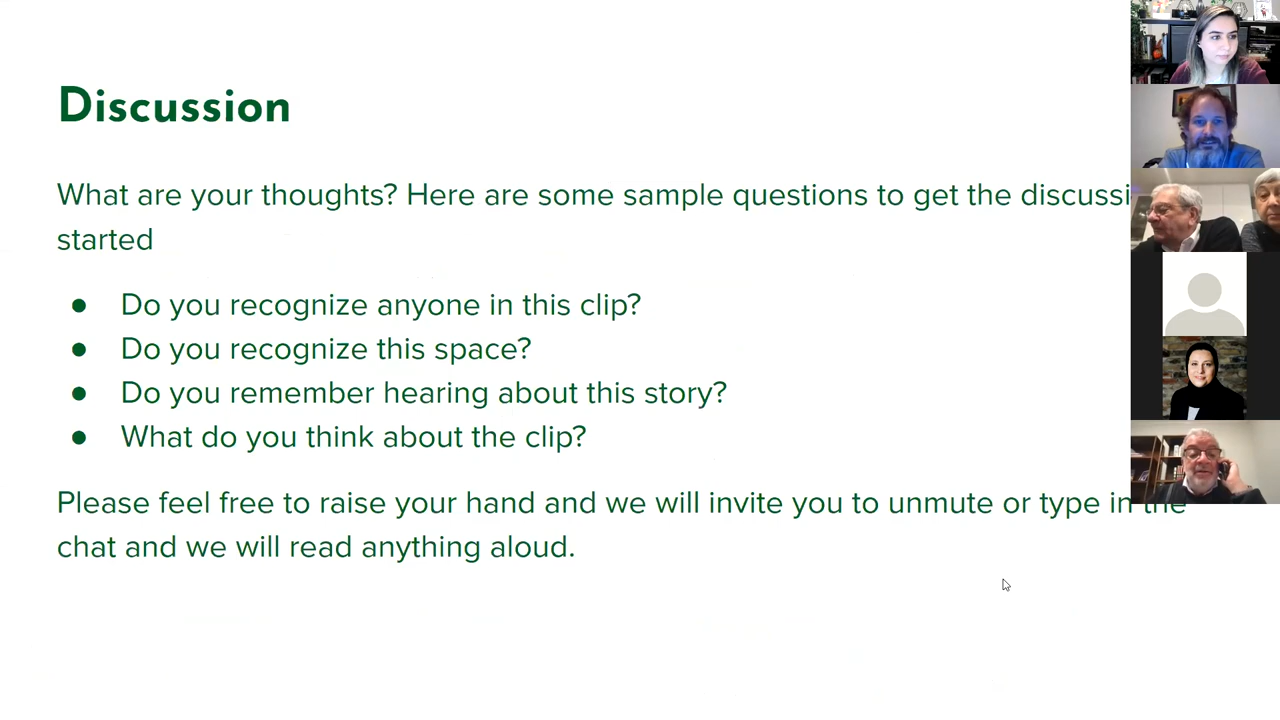 Discussion
What are your thoughts? Here are some sample questions to get the discussi
started
● Do you recognize anyone in this clip?
● Do you recognize this space?
● Do you remember hearing about this story?
● What do you think about the clip?
Please feel free to raise your hand and we will invite you to unmute or type in the
chat and we will read anything aloud.